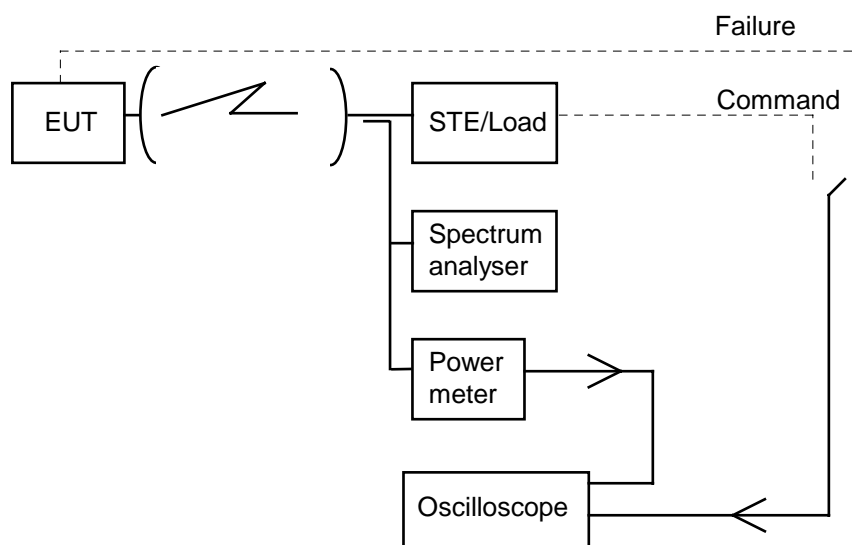 Failure
EUT
STE/Load
Command
Spectrum
analyser
Power
meter
Oscilloscope